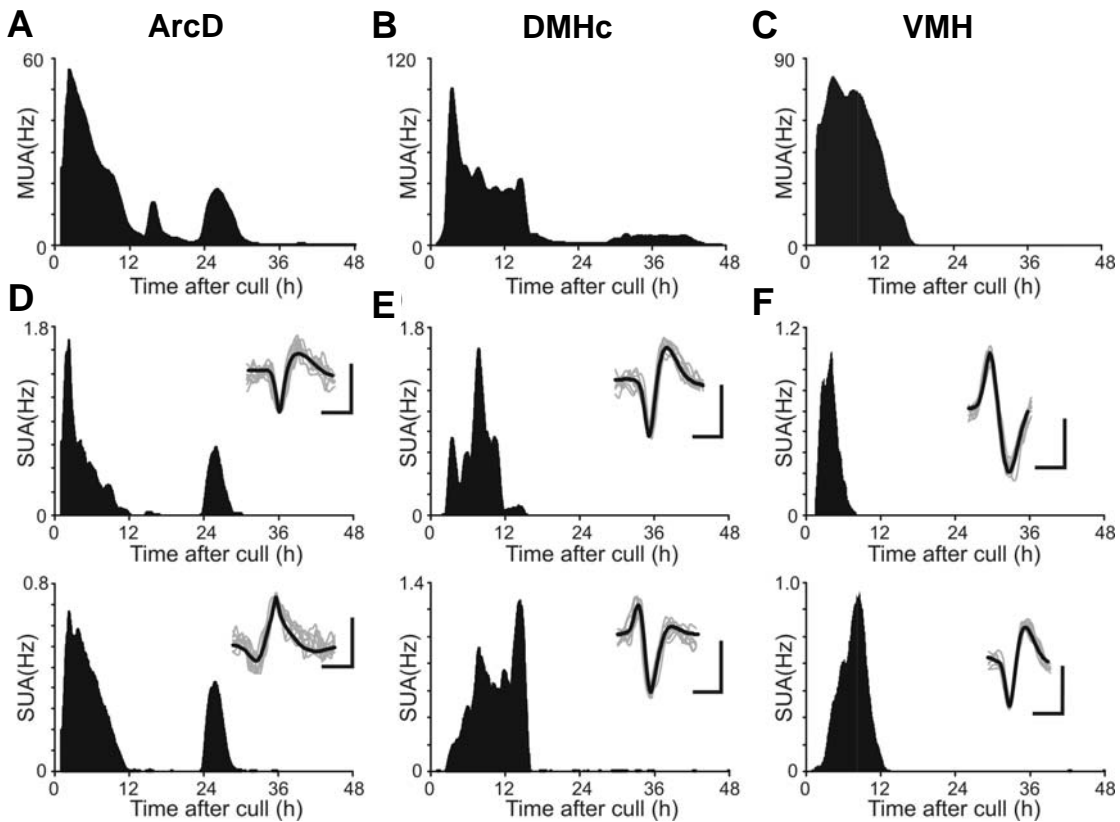 A ArcD
B DMHc
C VMH
60
MUA(Hz)
0
0 12 24 36 48
Time after cull (h)
120
MUA(Hz)
0
0 12 24 36 48
Time after cull (h)
90
MUA(Hz)
0
0 12 24 36 48
Time after cull (h)
D
1.8
SUA(Hz)
0
0 12 24 36 48
Time after cull (h)
E
1.8
SUA(Hz)
0
0 12 24 36 48
Time after cull (h)
F
1.2
SUA(Hz)
0
0 12 24 36 48
Time after cull (h)
0.8
SUA(Hz)
0
0 12 24 36 48
Time after cull (h)
1.4
SUA(Hz)
0
0 12 24 36 48
Time after cull (h)
1.0
SUA(Hz)
0
0 12 24 36 48
Time after cull (h)